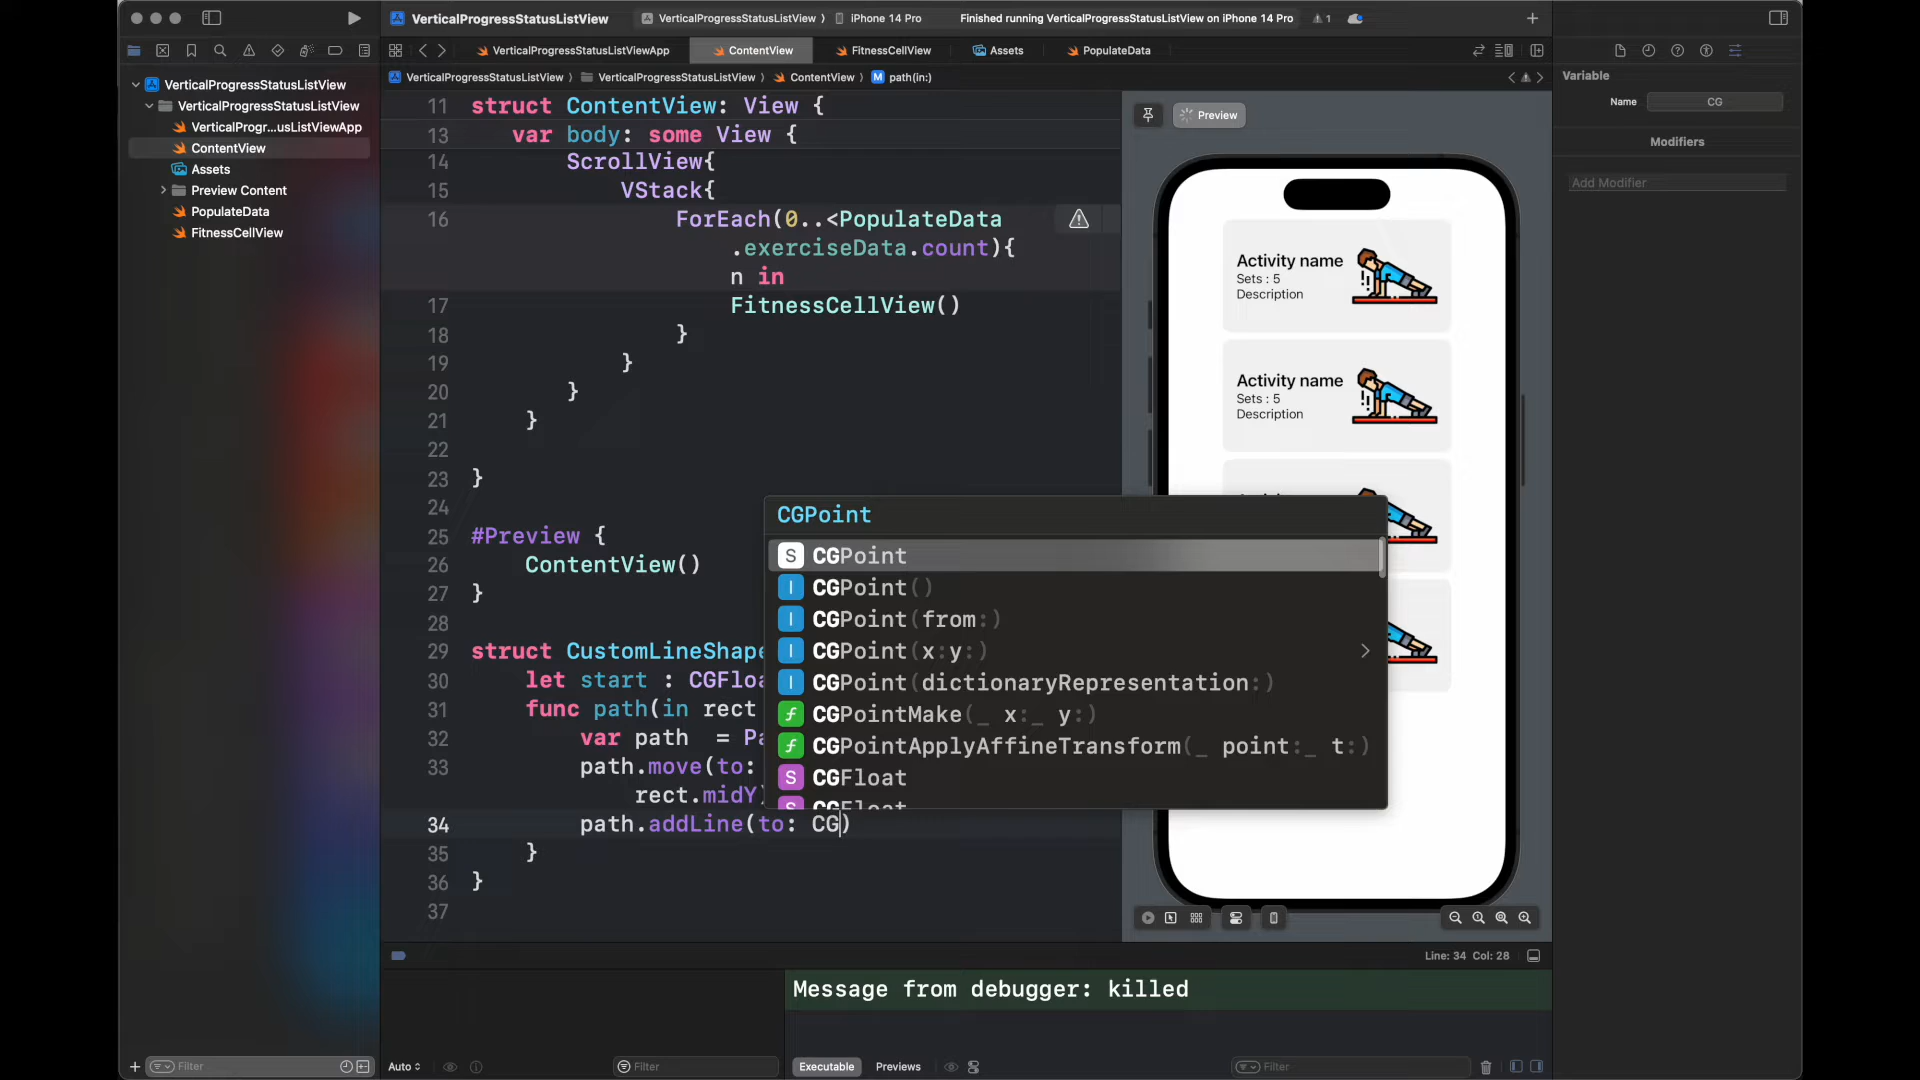 VerticalProgressStatusListView
VerticalProgressStatusListView
iPhone 14 Pro
Finished running VerticalProgressStatusListView on iPhone 14 Pro
1
VerticalProgressStatusListViewApp
ContentView
FitnessCellView
Assets
PopulateData
VerticalProgressStatusListView
VerticalProgressStatusListView
ContentView
M path(in:)
VerticalProgressStatusListView
VerticalProgressStatusListView
VerticalProgr...usListViewApp
ContentView
Assets
Preview Content
PopulateData
FitnessCellView
11 struct ContentView: View {
13 var body: some View {
14 ScrollView{
15 VStack{
16 ForEach(0..<PopulateData
.exerciseData.count){
n in
17 FitnessCellView()
18 }
19 }
20 }
21 }
22
23 }
24
25 #Preview {
26 ContentView()
27 }
28
29 struct CustomLineShape
30 let start : CGFloa
31 func path(in rect
32 var path = Pa
33 path.move(to:
rect.midY)
34 path.addLine(to: CG)
35 }
36 }
37
CGPoint
S CGPoint
I CGPoint()
I CGPoint(from:)
I CGPoint(x:y:)
I CGPoint(dictionaryRepresentation:)
f CGPointMake(_ x:_ y:)
f CGPointApplyAffineTransform(_ point:_ t:)
S CGFloat
S CGFloat
Preview
Activity name
Sets : 5
Description
Activity name
Sets : 5
Description
Variable
Name
CG
Modifiers
Add Modifier
Line: 34 Col: 28
Message from debugger: killed
Filter
Auto
Filter
Executable
Previews
Filter